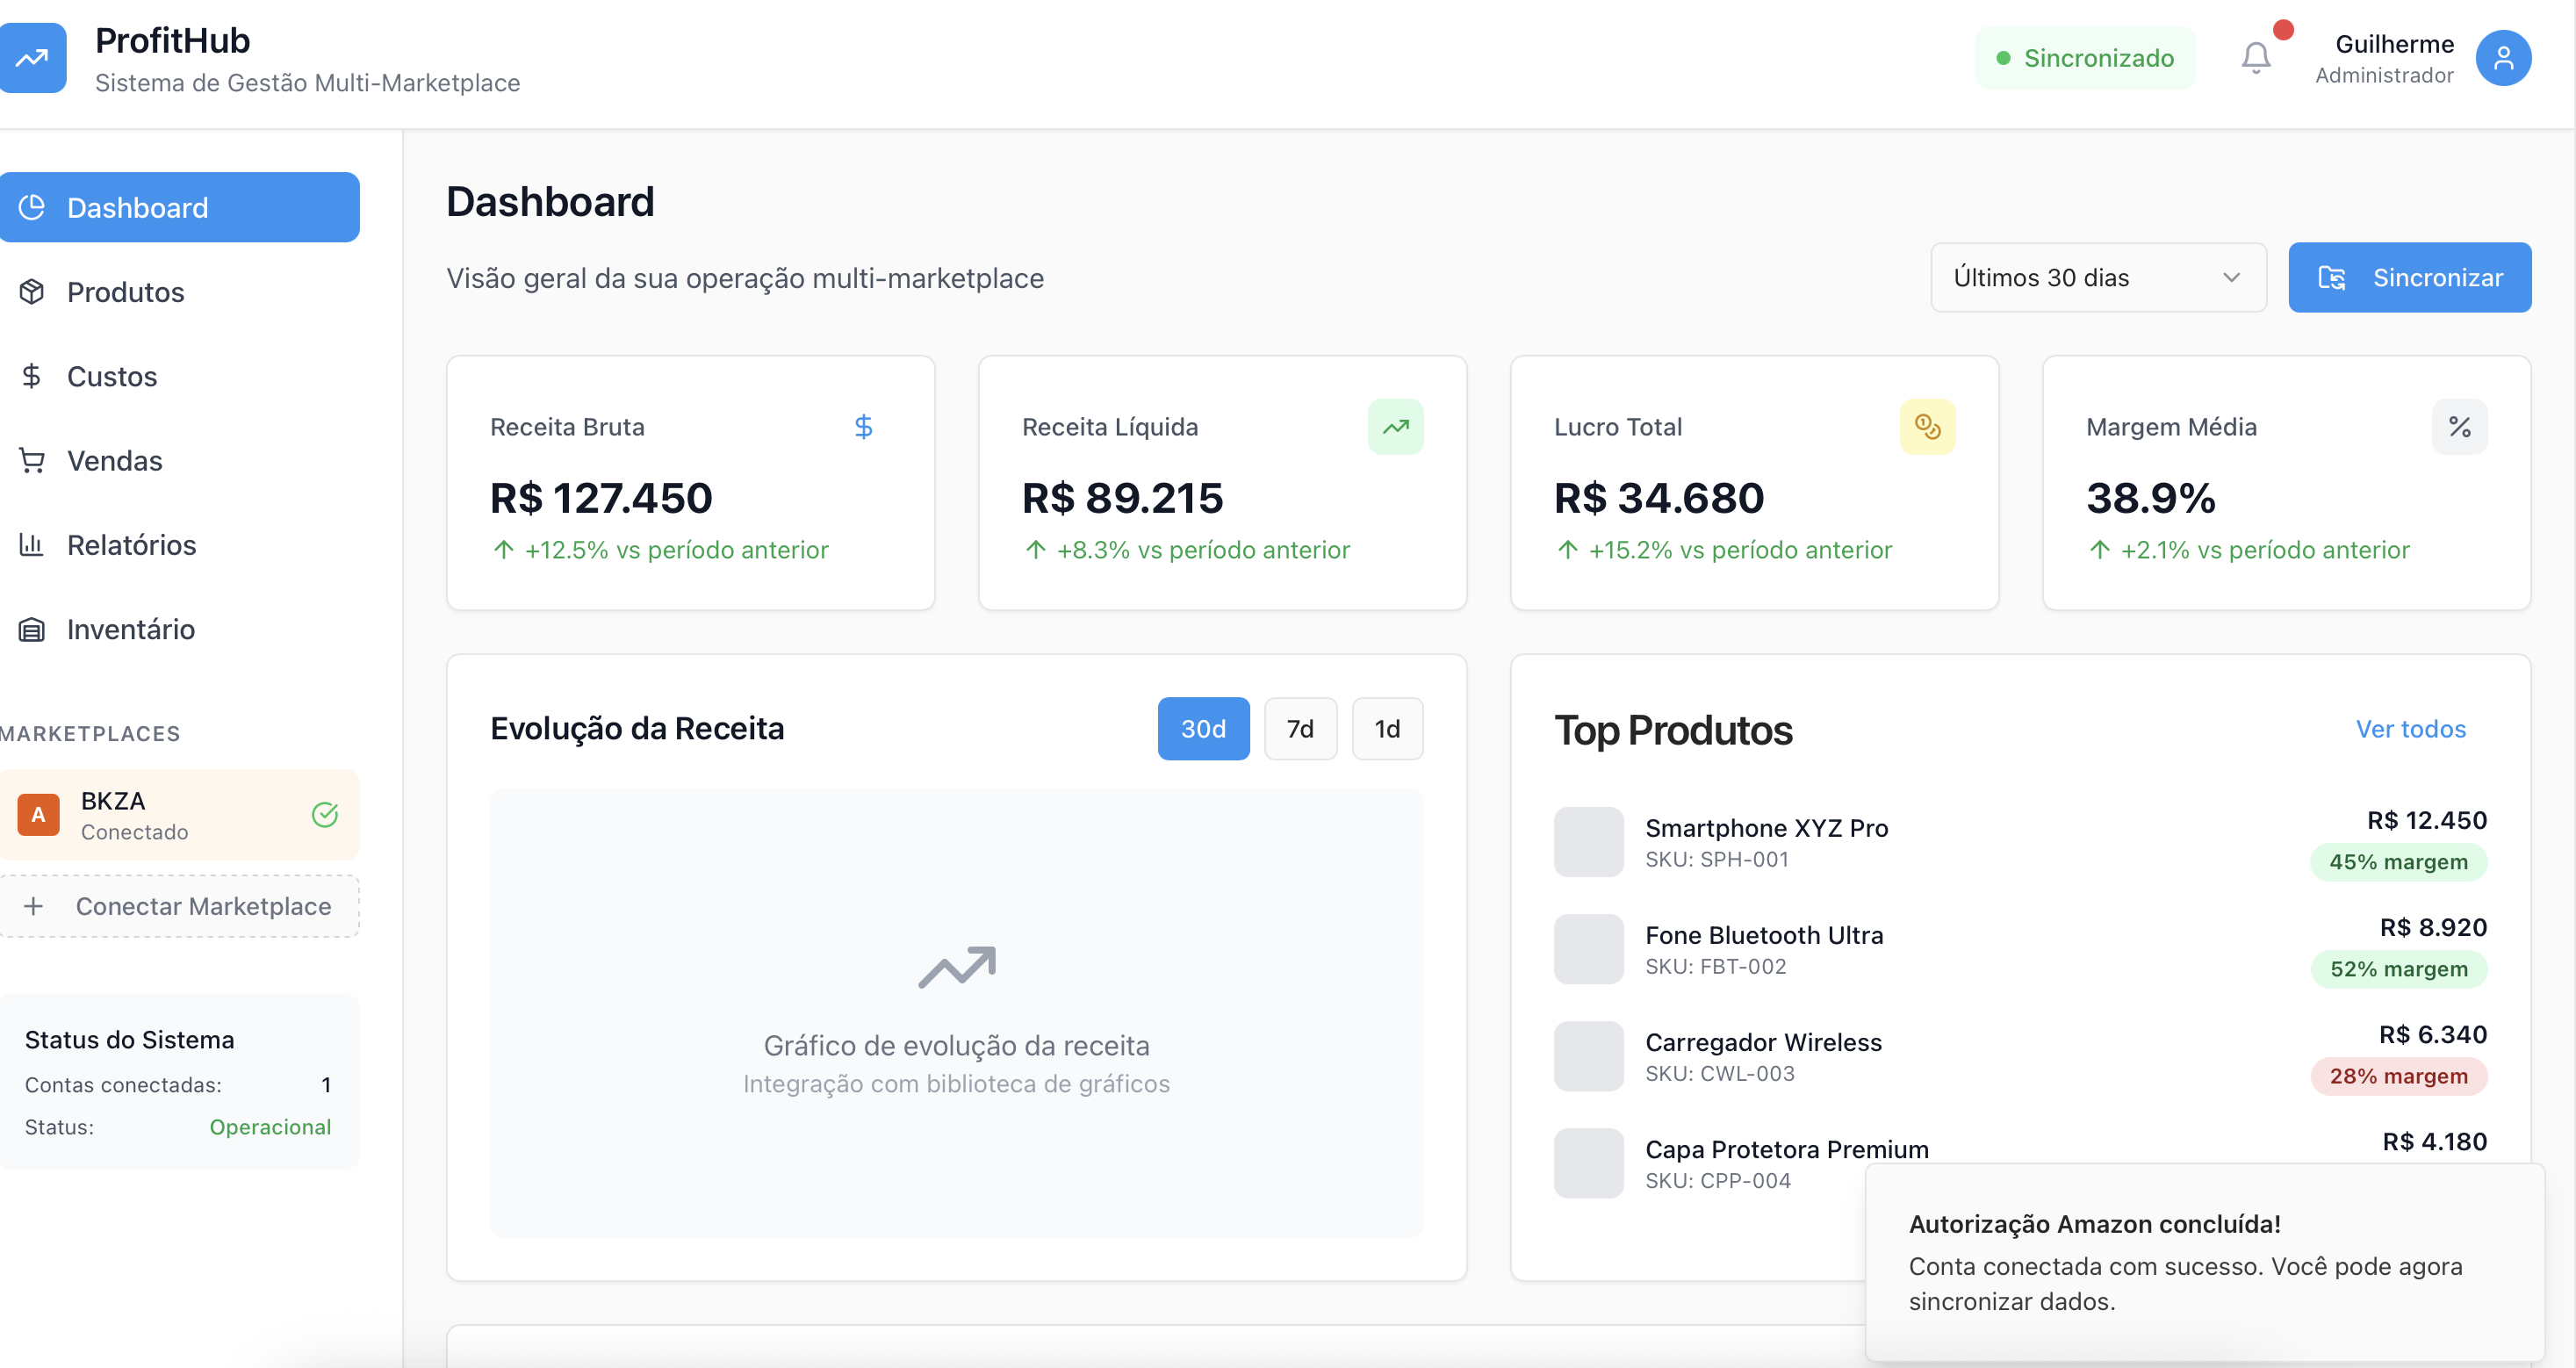 ProfitHub
Sistema de Gestão Multi-Marketplace
Sincronizado
Guilherme
Administrador
Dashboard
Produtos
Custos
Vendas
Relatórios
Inventário
MARKETPLACES
A
BKZA
Conectado
Conectar Marketplace
Status do Sistema
Contas conectadas: 1
Status: Operacional
Dashboard
Visão geral da sua operação multi-marketplace
Últimos 30 dias
Sincronizar
Receita Bruta
$
R$ 127.450
+12.5% vs período anterior
Receita Líquida
R$ 89.215
+8.3% vs período anterior
Lucro Total
R$ 34.680
+15.2% vs período anterior
Margem Média
%
38.9%
+2.1% vs período anterior
Evolução da Receita
30d
7d
1d
Gráfico de evolução da receita
Integração com biblioteca de gráficos
Top Produtos
Ver todos
Smartphone XYZ Pro
SKU: SPH-001
R$ 12.450
45% margem
Fone Bluetooth Ultra
SKU: FBT-002
R$ 8.920
52% margem
Carregador Wireless
SKU: CWL-003
R$ 6.340
28% margem
Capa Protetora Premium
SKU: CPP-004
R$ 4.180
Autorização Amazon concluída!
Conta conectada com sucesso. Você pode agora
sincronizar dados.